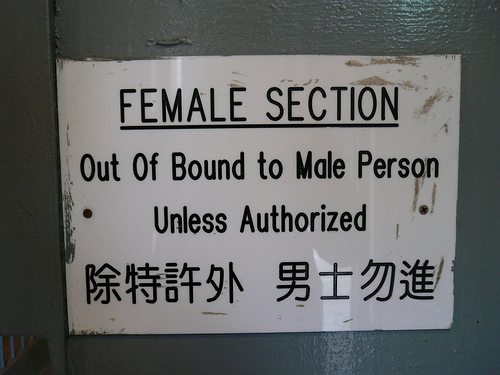 FEMALE SECTION
Out Of Bound to Male Person
Unless Authorized
除特許外 男士勿進